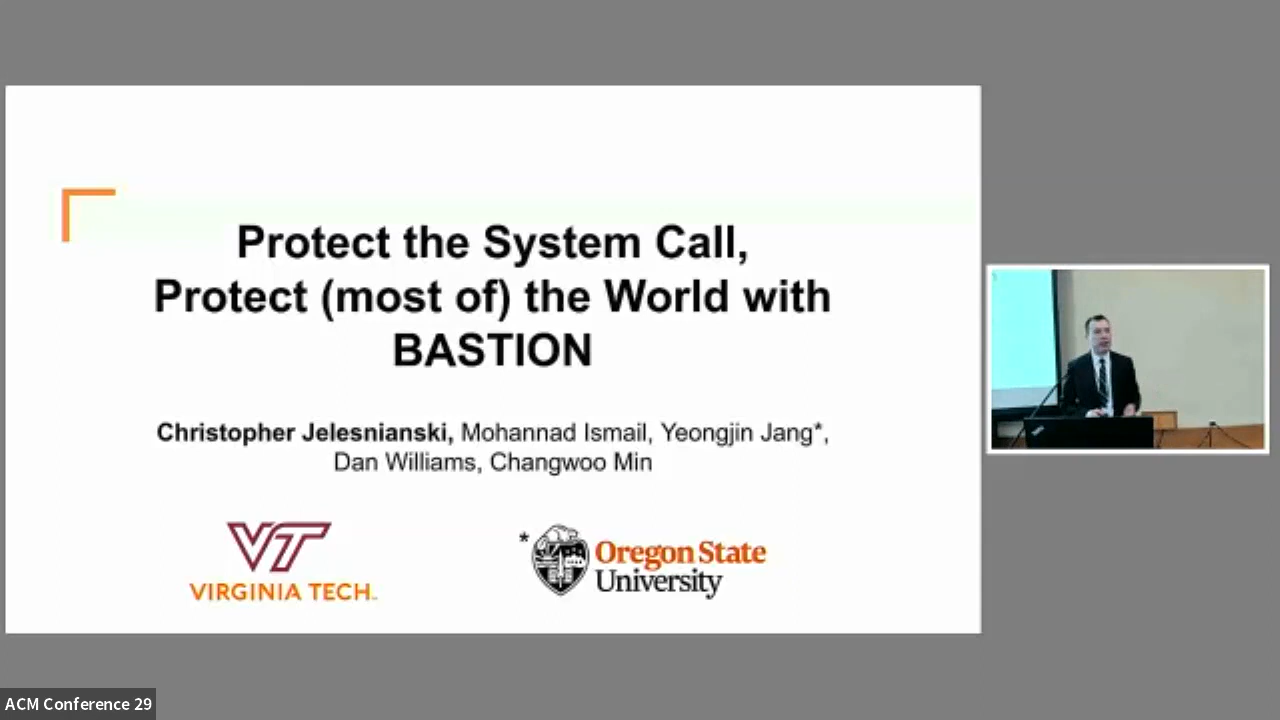 Protect the System Call,
Protect (most of) the World with
BASTION
Christopher Jelesnianski, Mohannad Ismail, Yeongjin Jang*,
Dan Williams, Changwoo Min
VT
VIRGINIA TECH.
*
Oregon State
University
ACM Conference 29